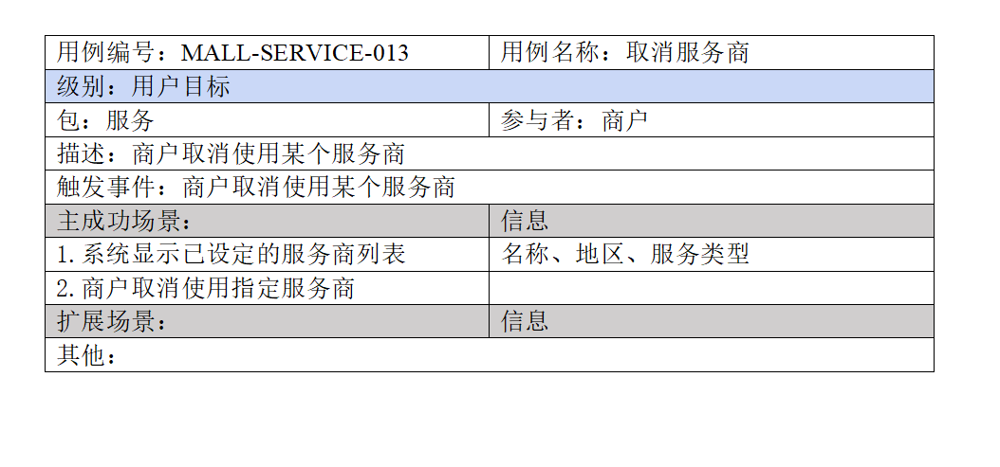 用例编号：MALL-SERVICE-013 用例名称：取消服务商
级别：用户目标
包：服务 参与者：商户
描述：商户取消使用某个服务商
触发事件：商户取消使用某个服务商
主成功场景： 信息
1.系统显示已设定的服务商列表 名称、地区、服务类型
2.商户取消使用指定服务商
扩展场景： 信息
其他：